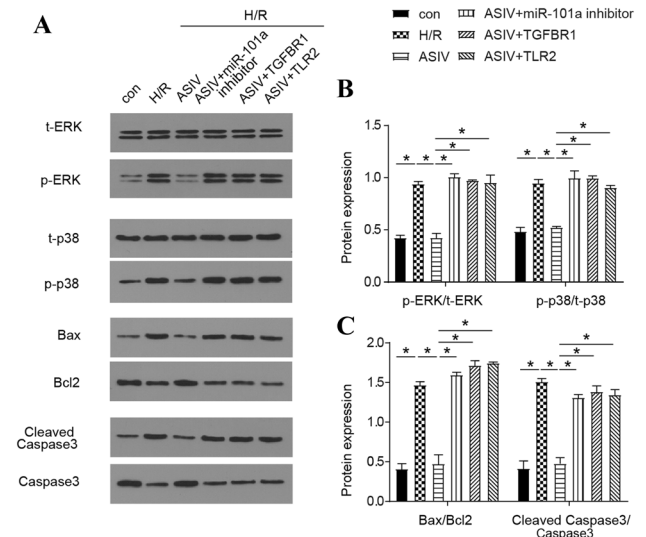 A
H/R
con
H/R
ASIV
ASIV+miR-101a
inhibitor
ASIV+TGFBR1
ASIV+TLR2
t-ERK
p-ERK
t-p38
p-p38
Bax
Bcl2
Cleaved
Caspase3
Caspase3
con
H/R
ASIV
ASIV+miR-101a inhibitor
ASIV+TGFBR1
ASIV+TLR2
B
Protein expression
1.5
1.0
0.5
0.0
* * * * *
* * * * *
p-ERK/t-ERK
p-p38/t-p38
C
Protein expression
2.0
1.5
1.0
0.5
0.0
* * * * *
* * * * *
Bax/Bcl2
Cleaved Caspase3/
Caspase3